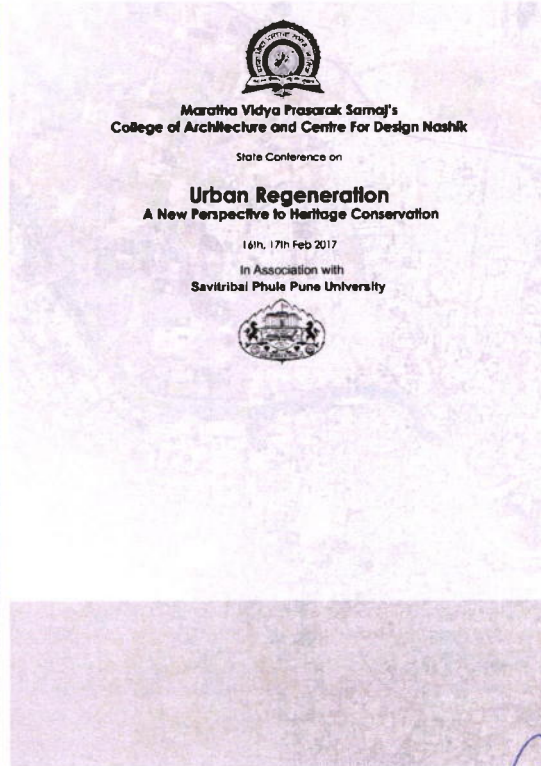 Maratha Vidya Prasarak Samaj's
College of Architecture and Centre For Design Nashik
State Conference on
Urban Regeneration
A New Perspective to Heritage Conservation
16th, 17th Feb 2017
In Association with
Savitribai Phule Pune University